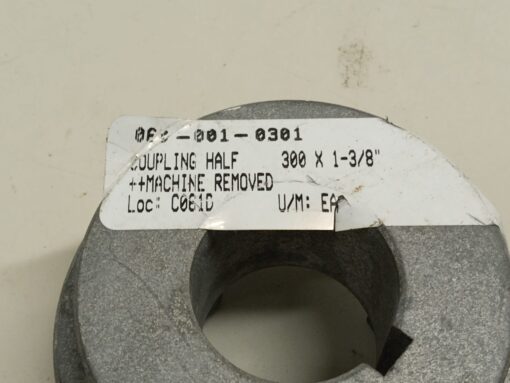 -001-0301
COUPLING HALF 300 X 1-3/8"
++MACHINE REMOVED
Loc: C061D U/M: EA